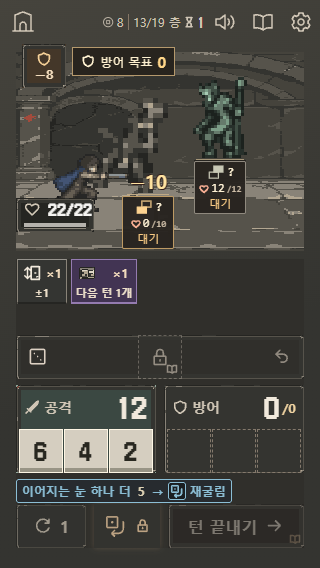 8 13/19 층 1
-8
방어 목표 0
-10
?
12/12
대기
22/22
?
0/10
대기
×1
±1
×1
다음 턴 1개
공격 12
방어 0/0
6 4 2
이어지는 눈 하나 더 5 → 재굴림
1
턴 끝내기 →